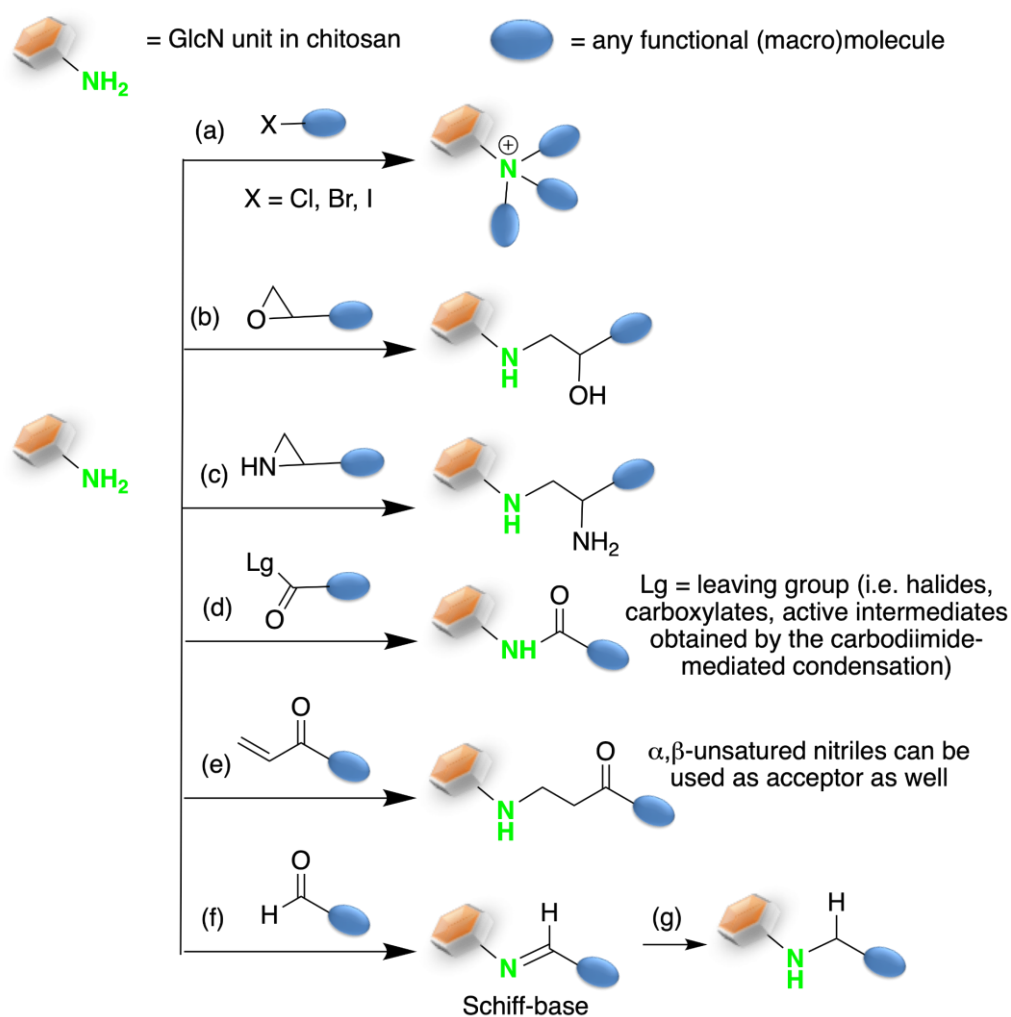 = GlcN unit in chitosan
= any functional (macro)molecule
NH₂
(a)
X
X = Cl, Br, I
⊕
N
(b)
O
N
H
OH
NH₂
(c)
HN
N
H
NH₂
Lg
(d)
O
O
NH
Lg = leaving group (i.e. halides,
carboxylates, active intermediates
obtained by the carbodiimide-
mediated condensation)
O
(e)
O
N
H
α,β-unsatured nitriles can be
used as acceptor as well
O
(f)
H
H
N
Schiff-base
(g)
H
N
H